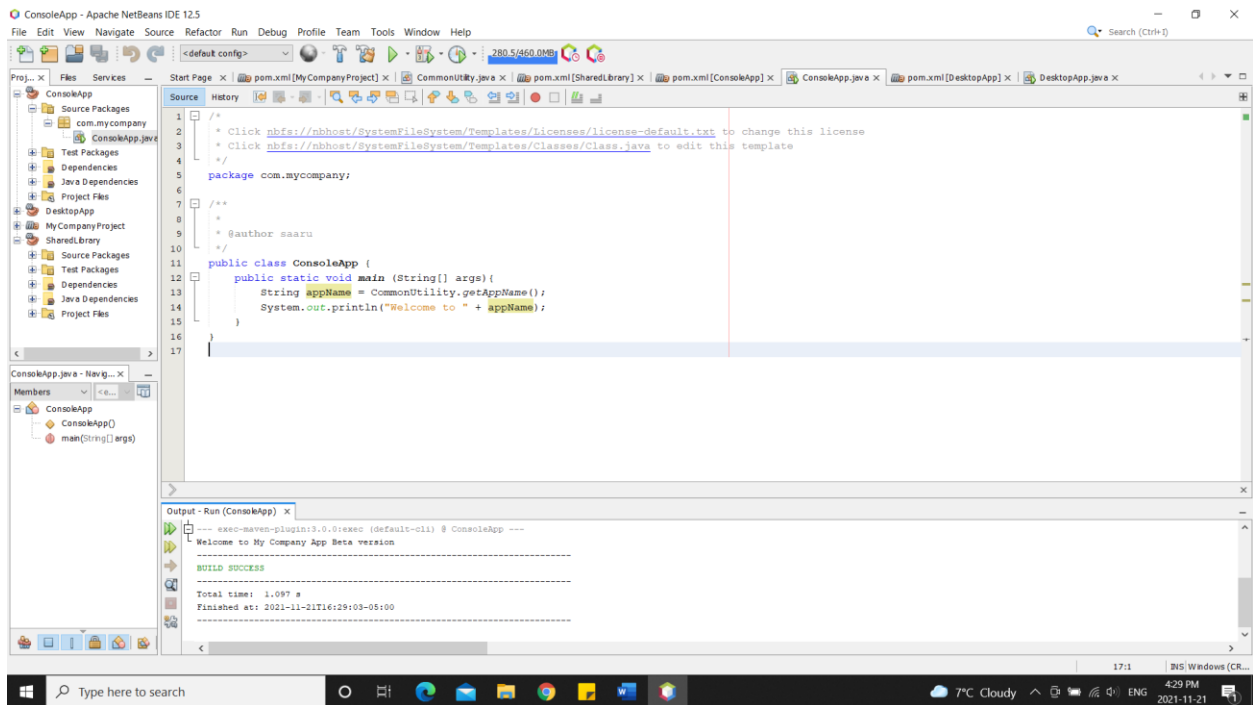 ConsoleApp - Apache NetBeans IDE 12.5
File Edit View Navigate Source Refactor Run Debug Profile Team Tools Window Help
Search (Ctrl+I)
<default config>
280.5/460.0MB
Proj... Files Services
Start Page pom.xml [MyCompanyProject] CommonUtility.java pom.xml [SharedLibrary] pom.xml [ConsoleApp] ConsoleApp.java pom.xml [DesktopApp] DesktopApp.java
ConsoleApp
Source Packages
com.mycompany
ConsoleApp.java
Test Packages
Dependencies
Java Dependencies
Project Files
DesktopApp
MyCompanyProject
SharedLibrary
Source Packages
Test Packages
Dependencies
Java Dependencies
Project Files
Source History
1 /*
2 * Click nbfs://nbhost/SystemFileSystem/Templates/Licenses/license-default.txt to change this license
3 * Click nbfs://nbhost/SystemFileSystem/Templates/Classes/Class.java to edit this template
4 */
5 package com.mycompany;
6
7 /**
8 *
9 * @author saaru
10 */
11 public class ConsoleApp {
12 public static void main (String[] args){
13 String appName = CommonUtility.getAppName();
14 System.out.println("Welcome to " + appName);
15 }
16 }
17
ConsoleApp.java - Navig...
Members <e...
ConsoleApp
ConsoleApp()
main(String[] args)
Output - Run (ConsoleApp)
--- exec-maven-plugin:3.0.0:exec (default-cli) @ ConsoleApp ---
Welcome to My Company App Beta version
------------------------------------------------------------------------
BUILD SUCCESS
------------------------------------------------------------------------
Total time: 1.097 s
Finished at: 2021-11-21T16:29:03-05:00
------------------------------------------------------------------------
17:1 INS Windows (CR...
Type here to search
7°C Cloudy ENG
4:29 PM
2021-11-21
1